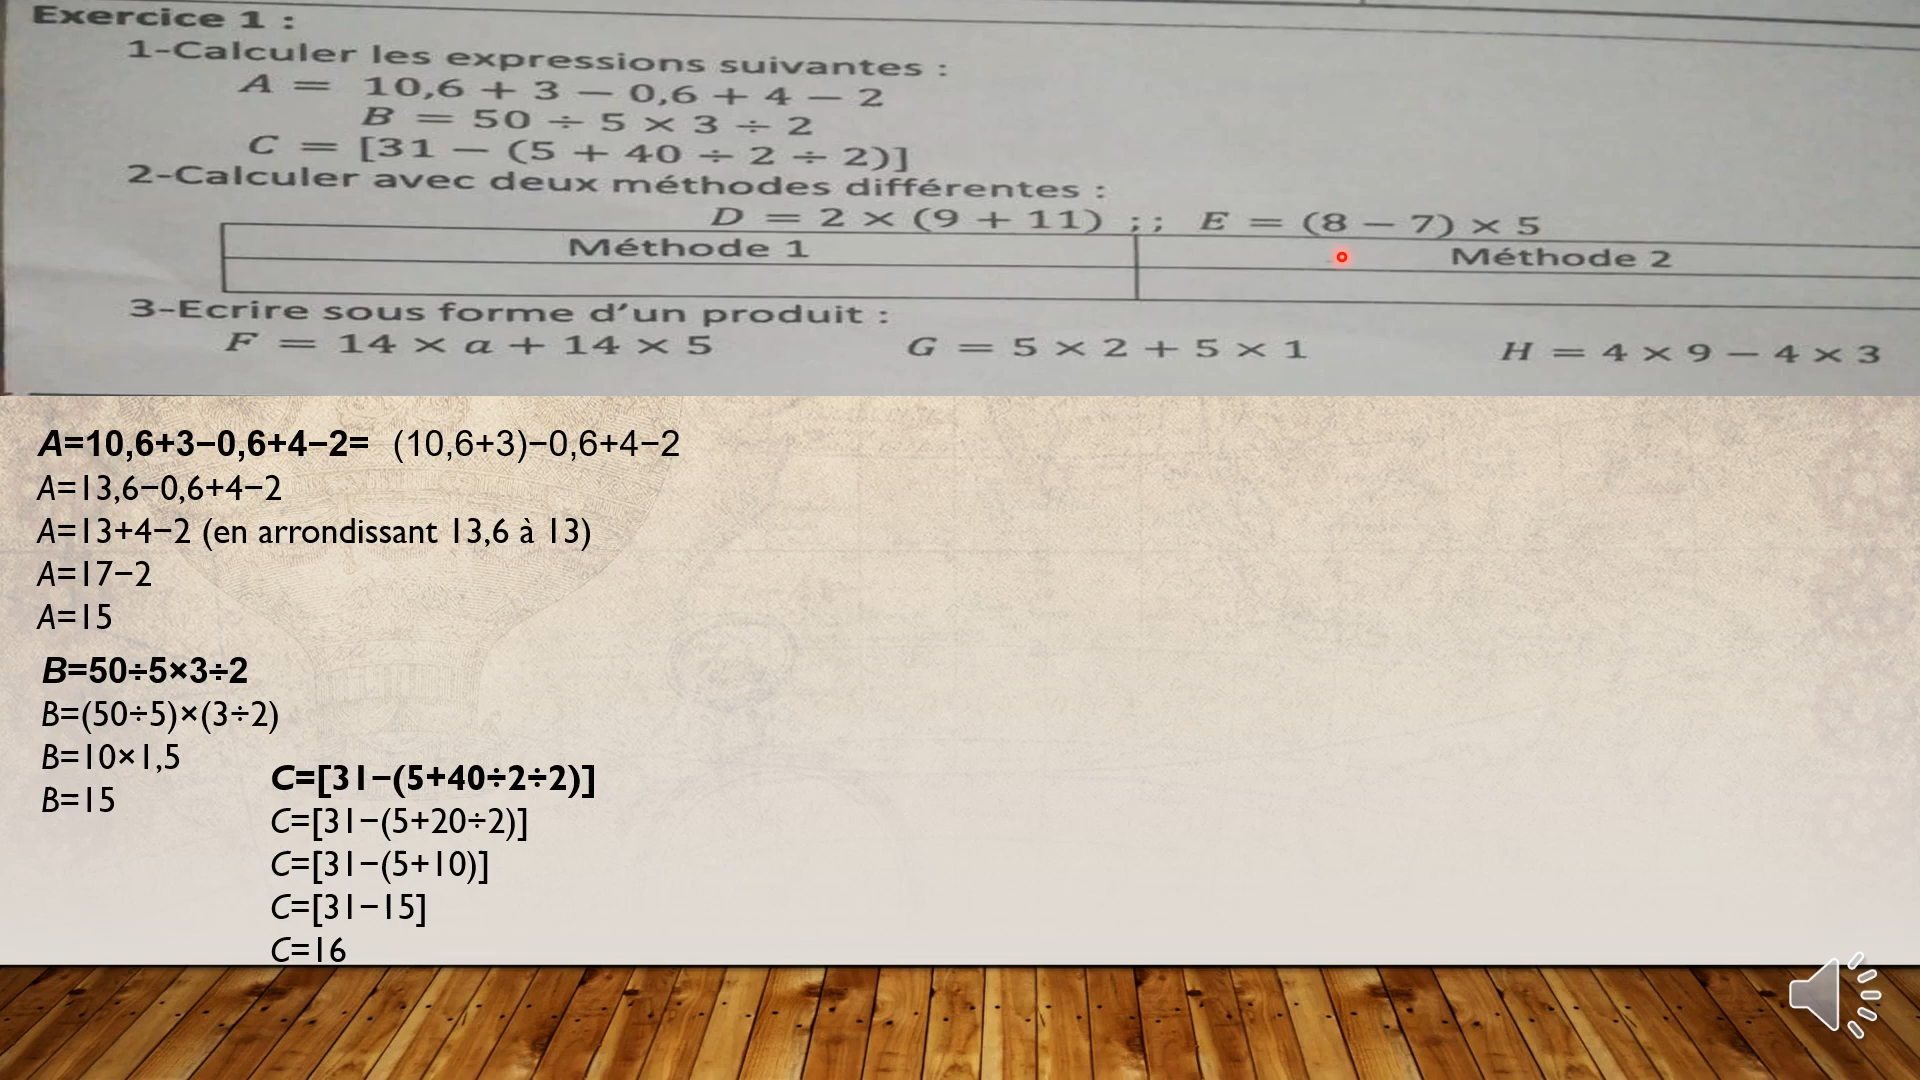 Exercice 1 :
1-Calculer les expressions suivantes :
A = 10,6 + 3 − 0,6 + 4 − 2
B = 50 ÷ 5 × 3 ÷ 2
C = [31 − (5 + 40 ÷ 2 ÷ 2)]
2-Calculer avec deux méthodes différentes :
D = 2 × (9 + 11) ;; E = (8 − 7) × 5
Méthode 1 Méthode 2
3-Ecrire sous forme d’un produit :
F = 14 × a + 14 × 5 G = 5 × 2 + 5 × 1 H = 4 × 9 − 4 × 3
A=10,6+3−0,6+4−2= (10,6+3)−0,6+4−2
A=13,6−0,6+4−2
A=13+4−2 (en arrondissant 13,6 à 13)
A=17−2
A=15
B=50÷5×3÷2
B=(50÷5)×(3÷2)
B=10×1,5
B=15
C=[31−(5+40÷2÷2)]
C=[31−(5+20÷2)]
C=[31−(5+10)]
C=[31−15]
C=16